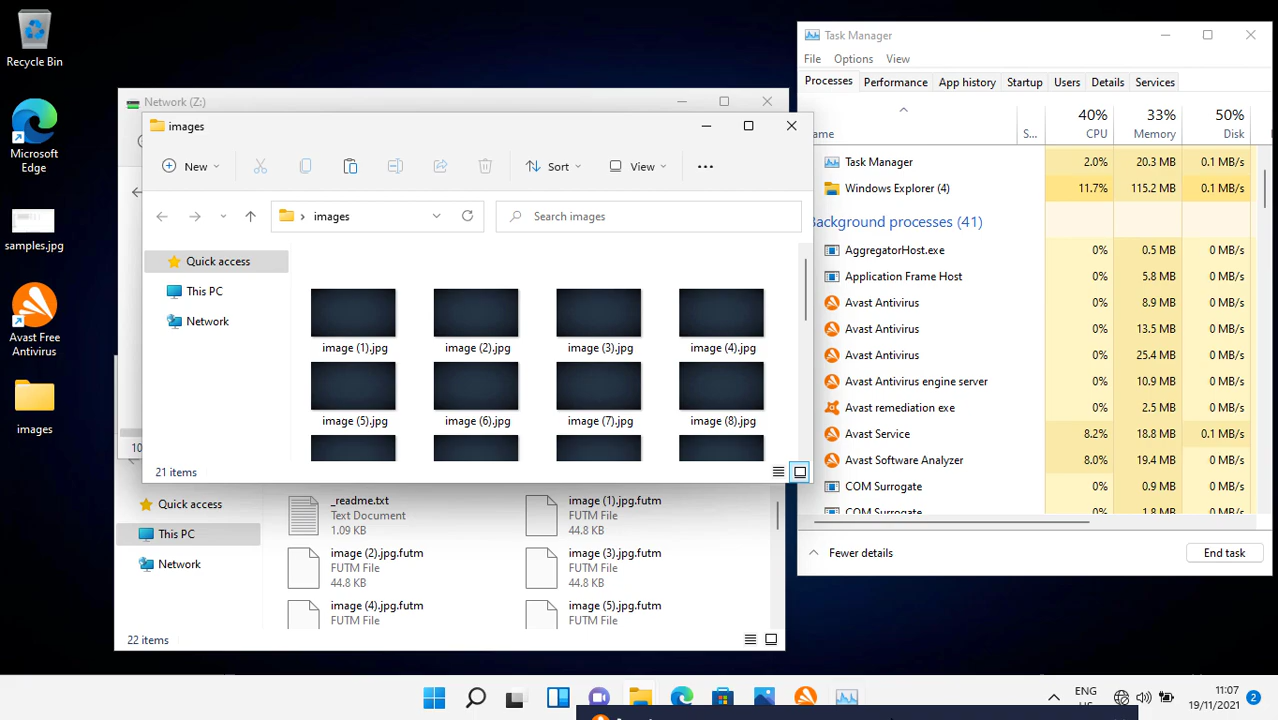 Recycle Bin
Microsoft
Edge
samples.jpg
Avast Free
Antivirus
images
Network (Z:)
images
New
Sort
View
images
Search images
Quick access
This PC
Network
image (1).jpg
image (2).jpg
image (3).jpg
image (4).jpg
image (5).jpg
image (6).jpg
image (7).jpg
image (8).jpg
21 items
10
Quick access
This PC
Network
_readme.txt
Text Document
1.09 KB
image (1).jpg.futm
FUTM File
44.8 KB
image (2).jpg.futm
FUTM File
44.8 KB
image (3).jpg.futm
FUTM File
44.8 KB
image (4).jpg.futm
FUTM File
image (5).jpg.futm
FUTM File
22 items
Task Manager
File Options View
Processes Performance App history Startup Users Details Services
40% 33% 50%
ame S... CPU Memory Disk
Task Manager 2.0% 20.3 MB 0.1 MB/s
Windows Explorer (4) 11.7% 115.2 MB 0.1 MB/s
Background processes (41)
AggregatorHost.exe 0% 0.5 MB 0 MB/s
Application Frame Host 0% 5.8 MB 0 MB/s
Avast Antivirus 0% 8.9 MB 0 MB/s
Avast Antivirus 0% 13.5 MB 0 MB/s
Avast Antivirus 0% 25.4 MB 0 MB/s
Avast Antivirus engine server 0% 10.9 MB 0 MB/s
Avast remediation exe 0% 2.5 MB 0 MB/s
Avast Service 8.2% 18.8 MB 0.1 MB/s
Avast Software Analyzer 8.0% 19.4 MB 0 MB/s
COM Surrogate 0% 0.9 MB 0 MB/s
COM Surrogate 0% 1.8 MB 0 MB/s
Fewer details
End task
ENG
US
11:07
19/11/2021
2